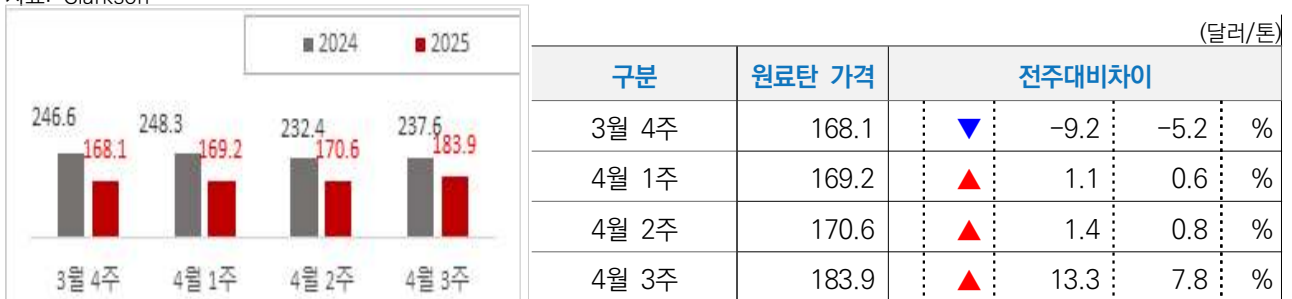 자료: Clarkson
■ 2024 ■ 2025
246.6 168.1 248.3 169.2 232.4 170.6 237.6 183.9
3월 4주 4월 1주 4월 2주 4월 3주
(달러/톤)
구분 원료탄 가격 전주대비차이
3월 4주 168.1 ▼ -9.2 -5.2 %
4월 1주 169.2 ▲ 1.1 0.6 %
4월 2주 170.6 ▲ 1.4 0.8 %
4월 3주 183.9 ▲ 13.3 7.8 %